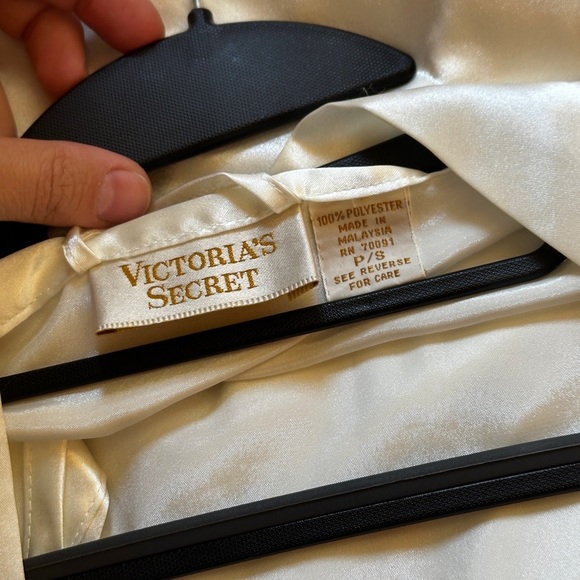 VICTORIA'S
SECRET
100% POLYESTER
MADE IN
MALAYSIA
RN 70091
P/S
SEE REVERSE
FOR CARE